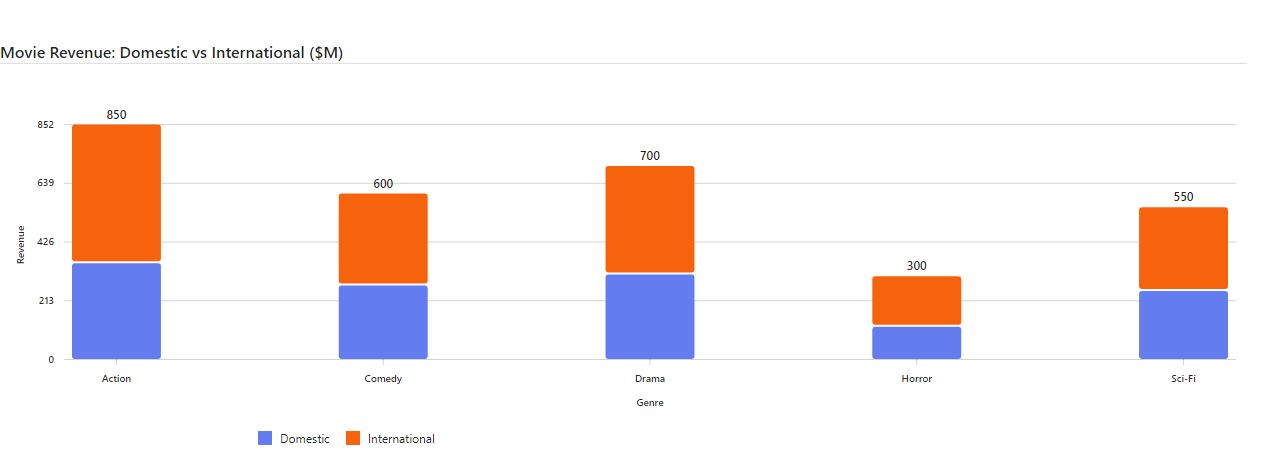 Movie Revenue: Domestic vs International ($M)
850
852
700
639
600
550
426
Revenue
300
213
0
Action
Comedy
Drama
Horror
Sci-Fi
Genre
Domestic
International